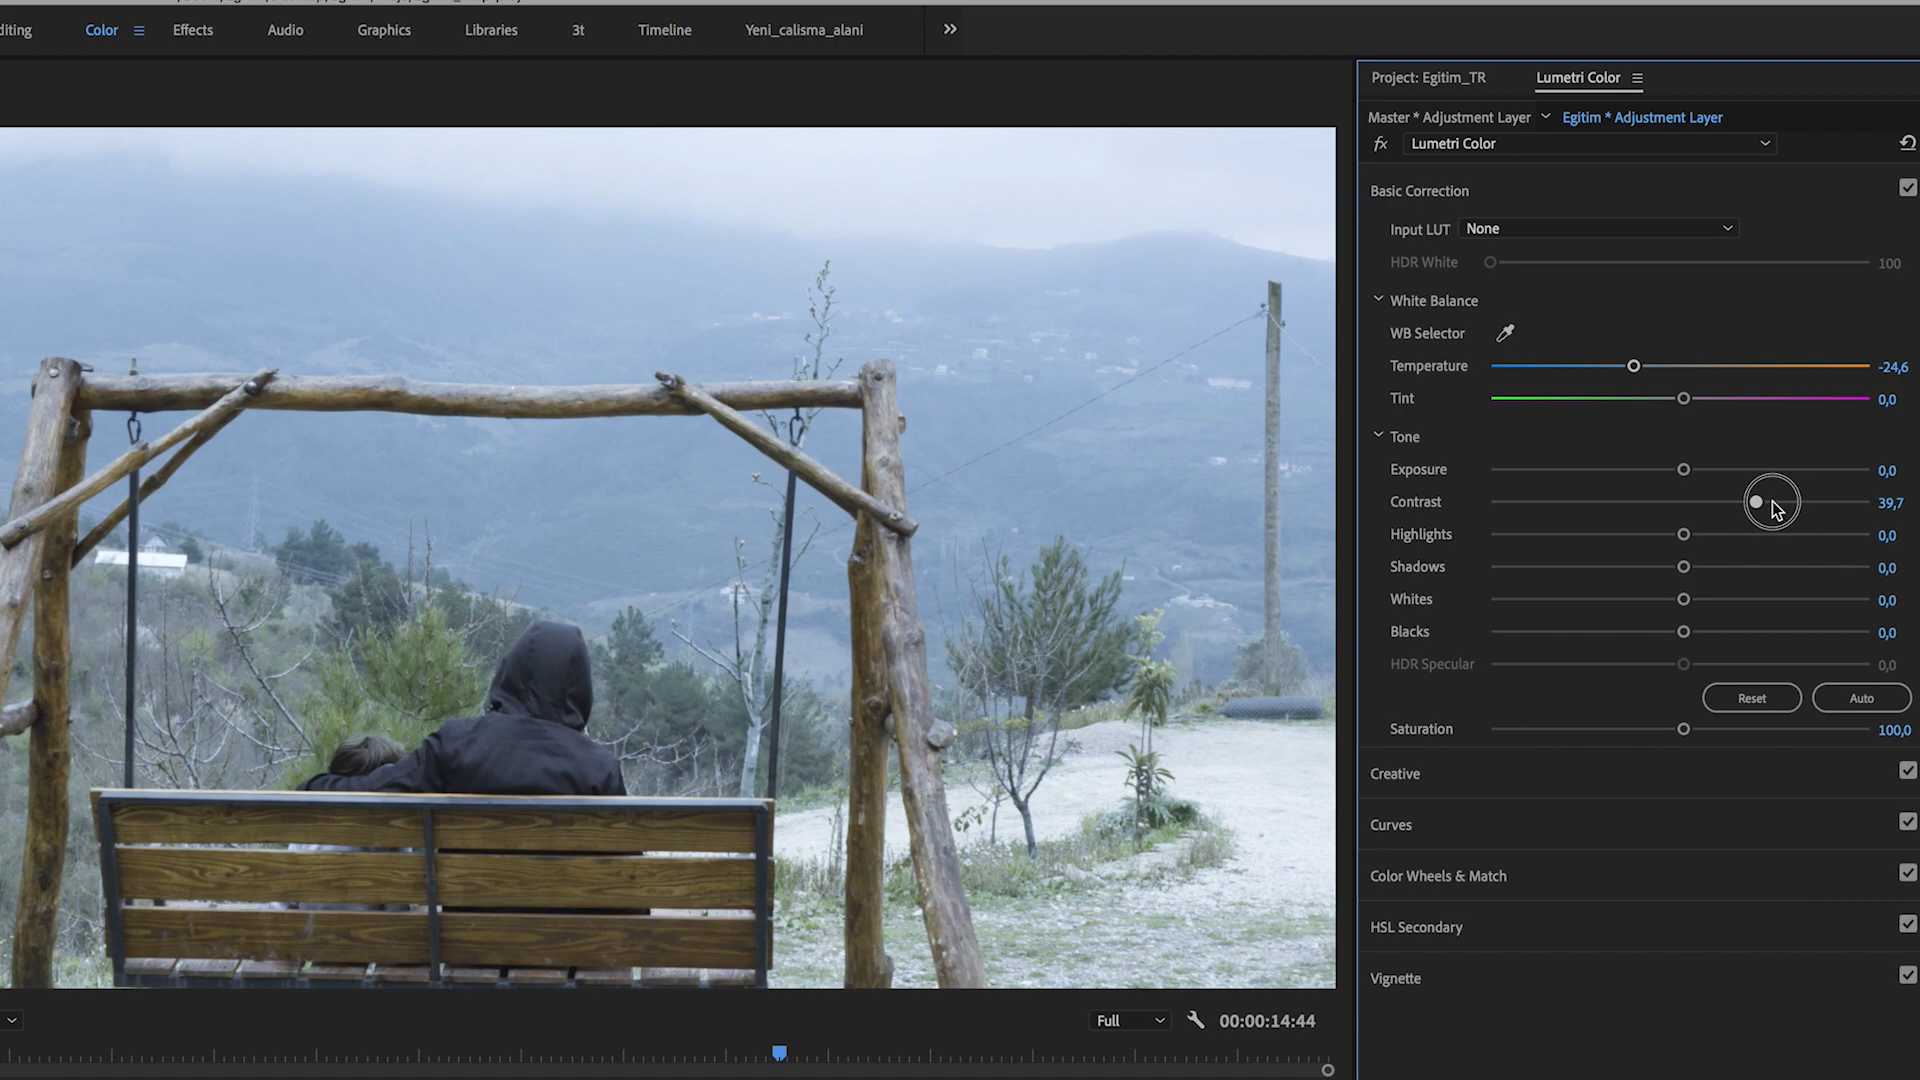 diting Color Effects Audio Graphics Libraries 3t Timeline Yeni_calisma_alani
Project: Egitim_TR Lumetri Color
Master * Adjustment Layer Egitim * Adjustment Layer
fx Lumetri Color
Basic Correction
Input LUT None
HDR White 100
White Balance
WB Selector
Temperature -24,6
Tint 0,0
Tone
Exposure 0,0
Contrast 39,7
Highlights 0,0
Shadows 0,0
Whites 0,0
Blacks 0,0
HDR Specular 0,0
Reset Auto
Saturation 100,0
Creative
Curves
Color Wheels & Match
HSL Secondary
Vignette
Full 00:00:14:44